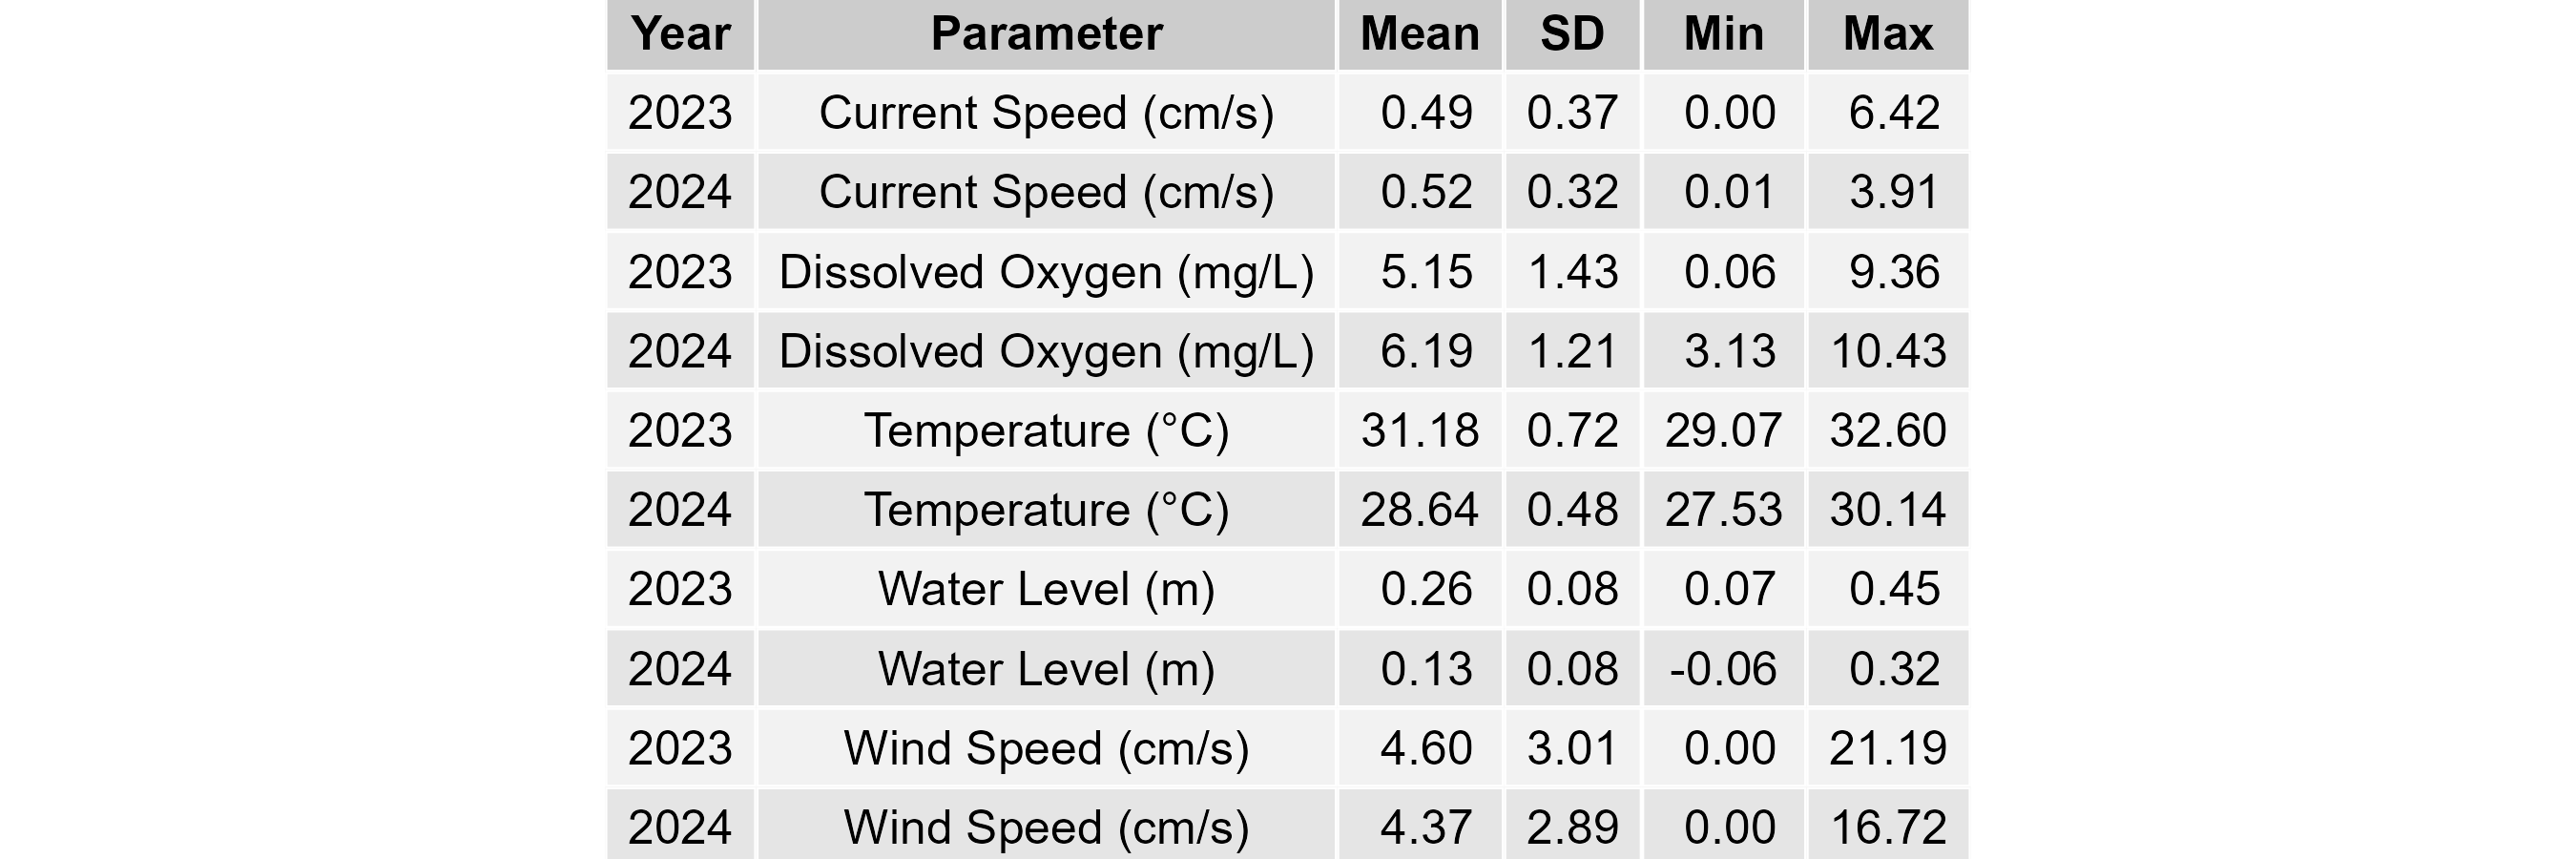 Year Parameter Mean SD Min Max
2023 Current Speed (cm/s) 0.49 0.37 0.00 6.42
2024 Current Speed (cm/s) 0.52 0.32 0.01 3.91
2023 Dissolved Oxygen (mg/L) 5.15 1.43 0.06 9.36
2024 Dissolved Oxygen (mg/L) 6.19 1.21 3.13 10.43
2023 Temperature (°C) 31.18 0.72 29.07 32.60
2024 Temperature (°C) 28.64 0.48 27.53 30.14
2023 Water Level (m) 0.26 0.08 0.07 0.45
2024 Water Level (m) 0.13 0.08 -0.06 0.32
2023 Wind Speed (cm/s) 4.60 3.01 0.00 21.19
2024 Wind Speed (cm/s) 4.37 2.89 0.00 16.72